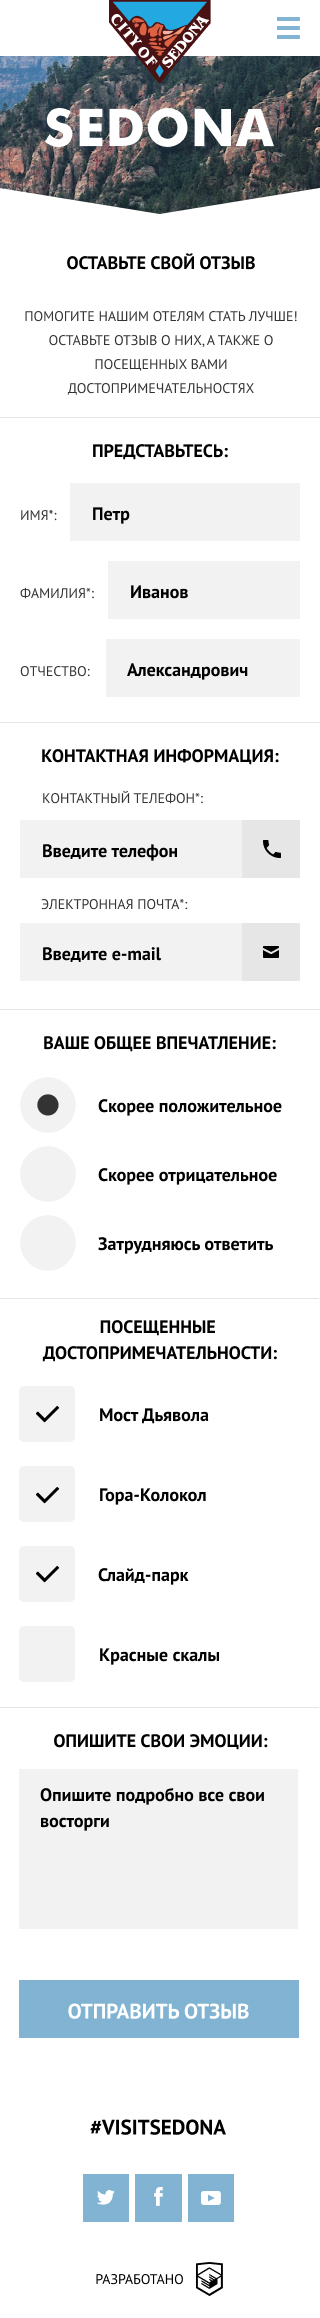 CITY OF SEDONA
SEDONA
ОСТАВЬТЕ СВОЙ ОТЗЫВ
ПОМОГИТЕ НАШИМ ОТЕЛЯМ СТАТЬ ЛУЧШЕ!
ОСТАВЬТЕ ОТЗЫВ О НИХ, А ТАКЖЕ О
ПОСЕЩЕННЫХ ВАМИ
ДОСТОПРИМЕЧАТЕЛЬНОСТЯХ
ПРЕДСТАВЬТЕСЬ:
ИМЯ*: Петр
ФАМИЛИЯ*: Иванов
ОТЧЕСТВО: Александрович
КОНТАКТНАЯ ИНФОРМАЦИЯ:
КОНТАКТНЫЙ ТЕЛЕФОН*:
Введите телефон
ЭЛЕКТРОННАЯ ПОЧТА*:
Введите e-mail
ВАШЕ ОБЩЕЕ ВПЕЧАТЛЕНИЕ:
Скорее положительное
Скорее отрицательное
Затрудняюсь ответить
ПОСЕЩЕННЫЕ
ДОСТОПРИМЕЧАТЕЛЬНОСТИ:
Мост Дьявола
Гора-Колокол
Слайд-парк
Красные скалы
ОПИШИТЕ СВОИ ЭМОЦИИ:
Опишите подробно все свои
восторги
ОТПРАВИТЬ ОТЗЫВ
#VISITSEDONA
РАЗРАБОТАНО